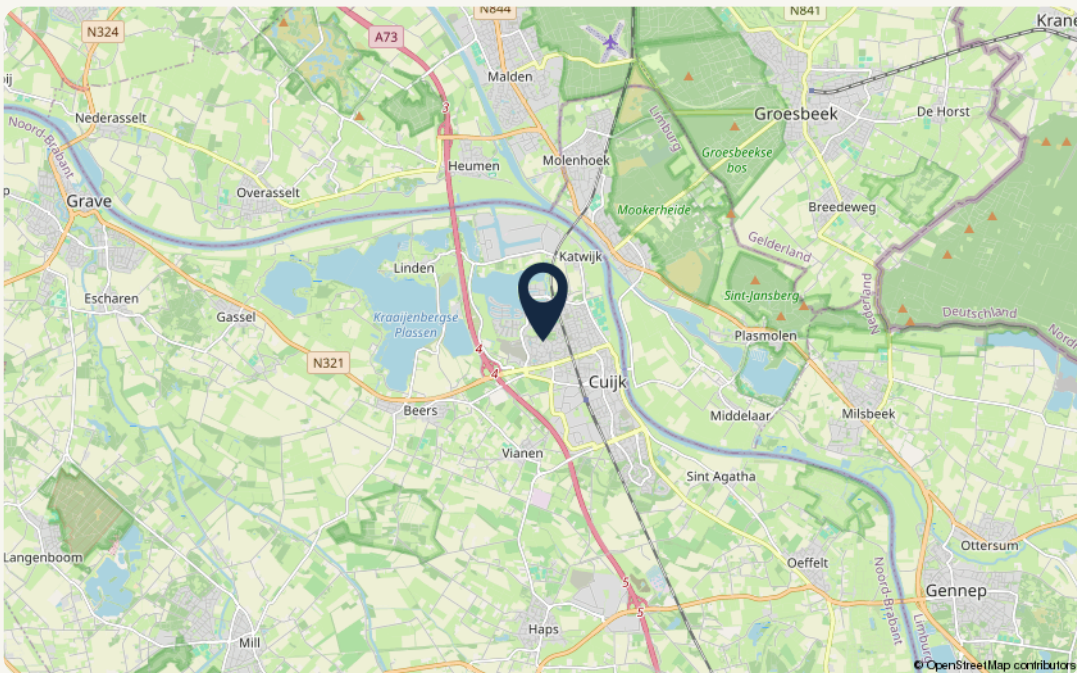 N844
N841
Krane
N324
A73
Malden
3
Groesbeek
De Horst
Nederasselt
Noord-Brabant
Limburg
Molenhoek
Heumen
Groesbeekse
bos
Overasselt
Grave
Mookerheide
Breedeweg
Gelderland
Katwijk
Linden
Escharen
Sint-Jansberg
Nederland
Deutschland
Gassel
Kraaijenbergse
Plassen
Plasmolen
4
N321
4
Cuijk
Beers
Middelaar
Milsbeek
Vianen
Sint Agatha
Langenboom
Ottersum
Oeffelt
Noord-Brabant
Limburg
Gennep
5
5
Haps
Mill
© OpenStreetMap contributors